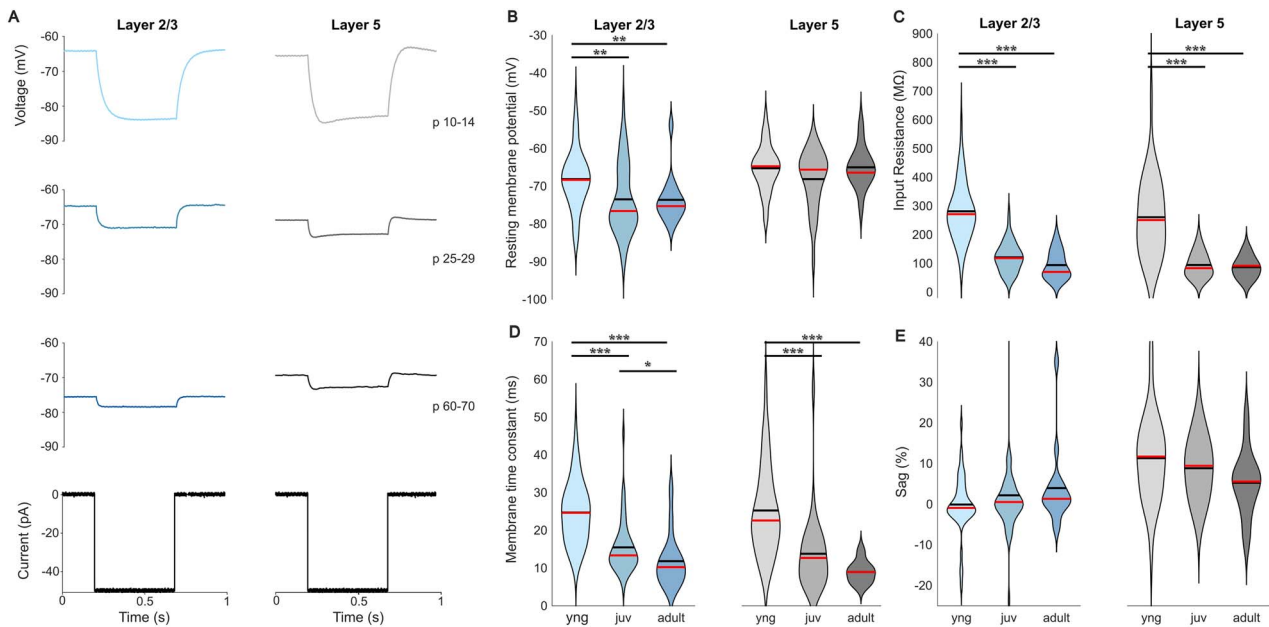 A
Layer 2/3
Layer 5
Voltage (mV)
-60
-70
-80
-90
p 10-14
-60
-70
-80
-90
p 25-29
-60
-70
-80
-90
p 60-70
Current (pA)
0
-20
-40
0
0.5
1
0
0.5
1
Time (s)
Time (s)
B
Layer 2/3
Layer 5
Resting membrane potential (mV)
-30
-40
-50
-60
-70
-80
-90
-100
**
**
C
Layer 2/3
Layer 5
Input Resistance (MΩ)
900
800
700
600
500
400
300
200
100
0
***
***
***
***
D
Membrane time constant (ms)
70
60
50
40
30
20
10
0
***
***
*
***
***
yng
juv
adult
yng
juv
adult
E
Sag (%)
40
30
20
10
0
-10
-20
yng
juv
adult
yng
juv
adult